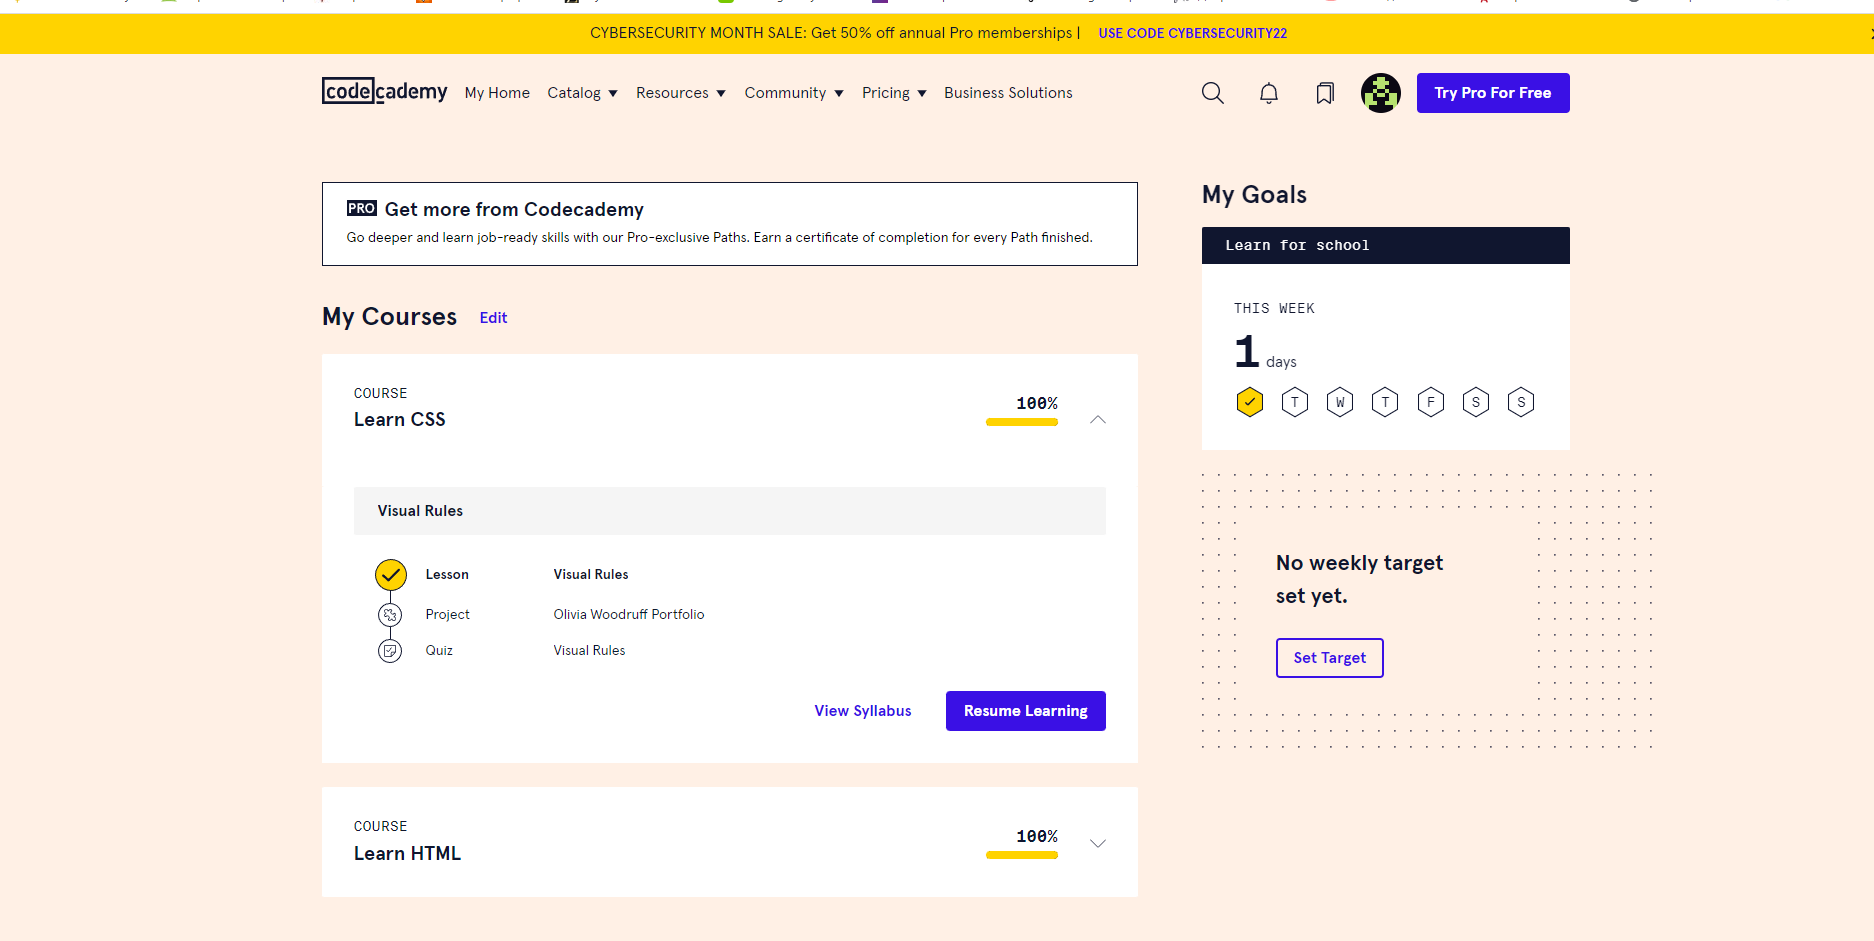 CYBERSECURITY MONTH SALE: Get 50% off annual Pro memberships | USE CODE CYBERSECURITY22
codecademy My Home Catalog Resources Community Pricing Business Solutions Try Pro For Free
PRO Get more from Codecademy
Go deeper and learn job-ready skills with our Pro-exclusive Paths. Earn a certificate of completion for every Path finished.
My Courses Edit
COURSE
Learn CSS
100%
Visual Rules
Lesson Visual Rules
Project Olivia Woodruff Portfolio
Quiz Visual Rules
View Syllabus Resume Learning
COURSE
Learn HTML
100%
My Goals
Learn for school
THIS WEEK
1 days
T W T F S S
No weekly target
set yet.
Set Target